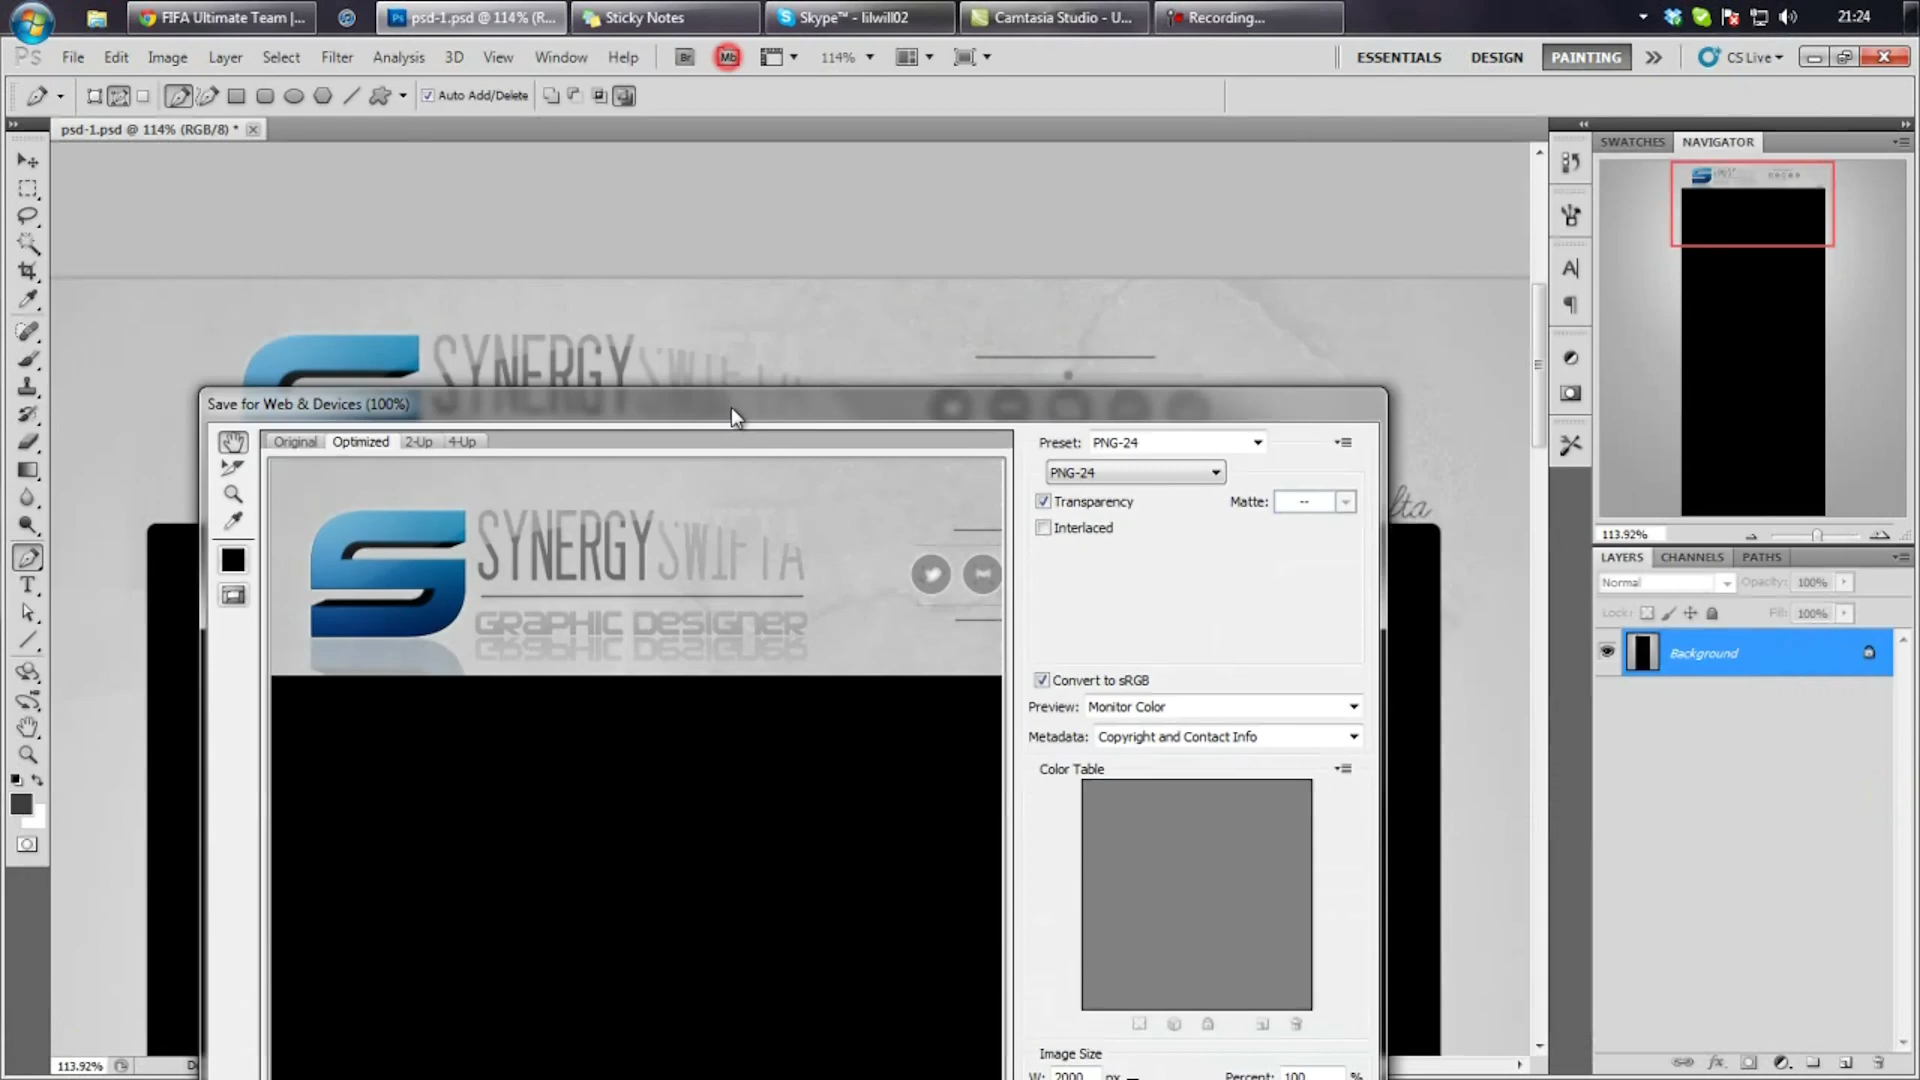 FIFA Ultimate Team |...
psd-1.psd @ 114% (R...
Sticky Notes
Skype™ - lilwill02
Camtasia Studio - U...
Recording...
21:24
Ps
File Edit Image Layer Select Filter Analysis 3D View Window Help
Br
Mb
114%
ESSENTIALS
DESIGN
PAINTING
CS Live
Auto Add/Delete
psd-1.psd @ 114% (RGB/8) *
SWATCHES
NAVIGATOR
SYNERGY
Save for Web & Devices (100%)
Original
Optimized
2-Up
4-Up
Preset: PNG-24
PNG-24
Transparency
Matte: --
Interlaced
SYNERGYSWIFTA
GRAPHIC DESIGNER
113.92%
LAYERS
CHANNELS
PATHS
Normal
Opacity: 100%
Lock:
Fill: 100%
Background
Convert to sRGB
Preview: Monitor Color
Metadata: Copyright and Contact Info
Color Table
Image Size
W: 2000 px
Percent: 100 %
113.92%